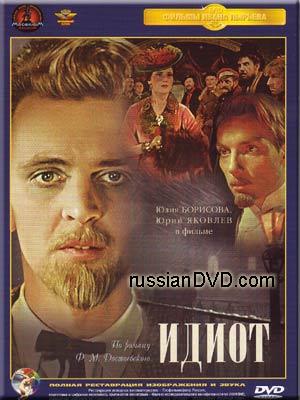 ФИЛЬМЫ ИВАНА ПЫРЬЕВА
Юлия БОРИСОВА,
Юрий ЯКОВЛЕВ
в фильме
russianDVD.com
По роману
Ф. М. Достоевского
ИДИОТ
ПОЛНАЯ РЕСТАВРАЦИЯ ИЗОБРАЖЕНИЯ И ЗВУКА
DVD